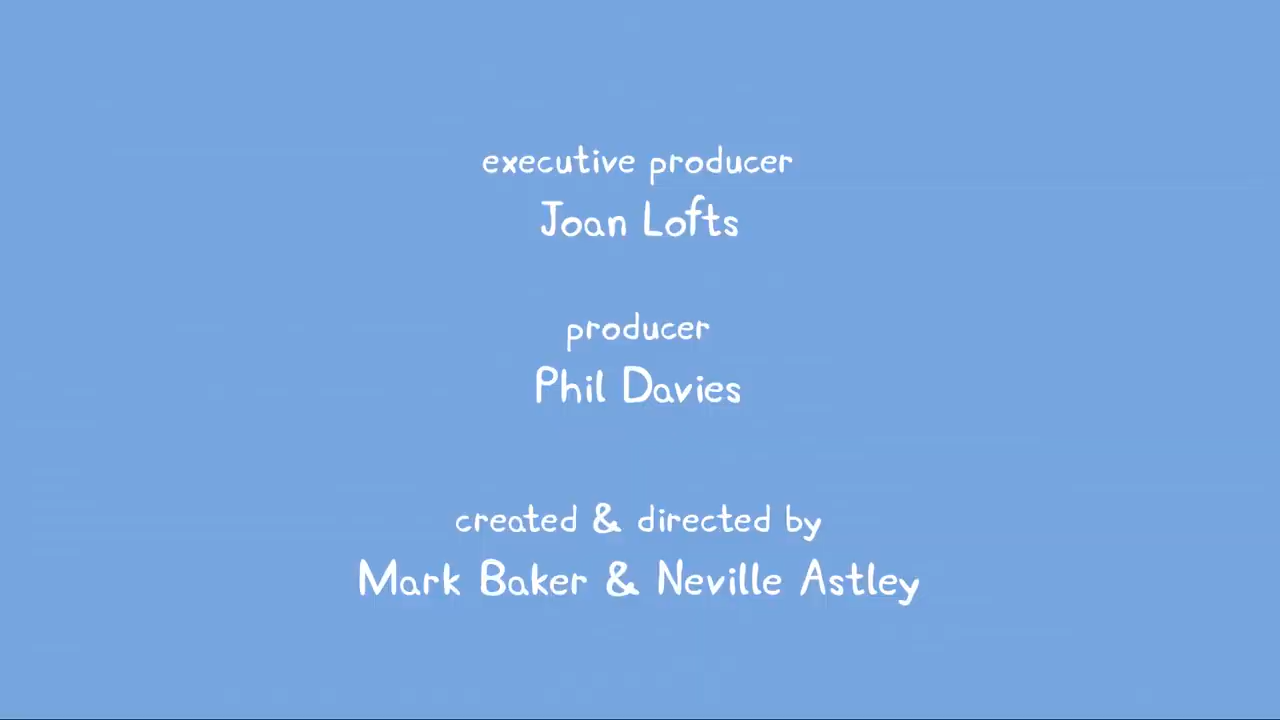 executive producer
Joan Lofts
producer
Phil Davies
created & directed by
Mark Baker & Neville Astley